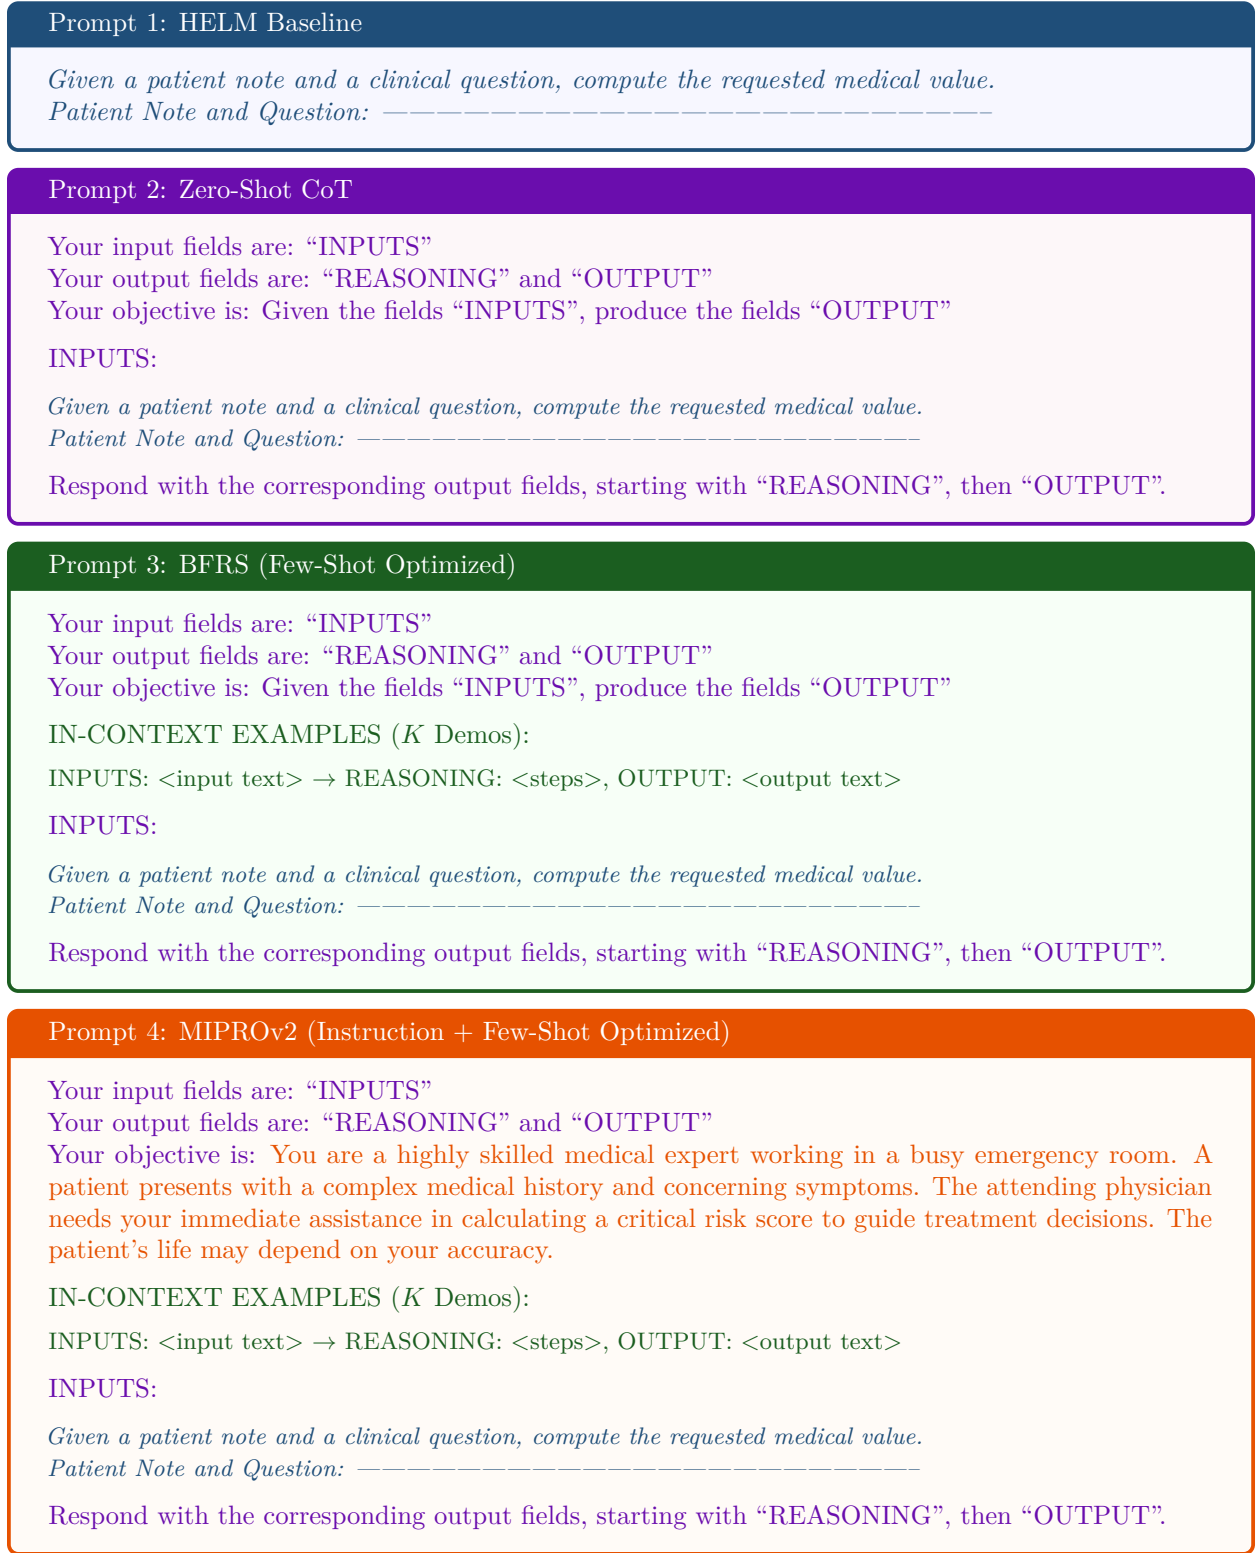 Prompt 1: HELM Baseline
Given a patient note and a clinical question, compute the requested medical value.
Patient Note and Question: ———————————————————————–
Prompt 2: Zero-Shot CoT
Your input fields are: “INPUTS”
Your output fields are: “REASONING” and “OUTPUT”
Your objective is: Given the fields “INPUTS”, produce the fields “OUTPUT”
INPUTS:
Given a patient note and a clinical question, compute the requested medical value.
Patient Note and Question: ———————————————————————–
Respond with the corresponding output fields, starting with “REASONING”, then “OUTPUT”.
Prompt 3: BFRS (Few-Shot Optimized)
Your input fields are: “INPUTS”
Your output fields are: “REASONING” and “OUTPUT”
Your objective is: Given the fields “INPUTS”, produce the fields “OUTPUT”
IN-CONTEXT EXAMPLES (K Demos):
INPUTS: <input text> → REASONING: <steps>, OUTPUT: <output text>
INPUTS:
Given a patient note and a clinical question, compute the requested medical value.
Patient Note and Question: ———————————————————————–
Respond with the corresponding output fields, starting with “REASONING”, then “OUTPUT”.
Prompt 4: MIPROv2 (Instruction + Few-Shot Optimized)
Your input fields are: “INPUTS”
Your output fields are: “REASONING” and “OUTPUT”
Your objective is: You are a highly skilled medical expert working in a busy emergency room. A
patient presents with a complex medical history and concerning symptoms. The attending physician
needs your immediate assistance in calculating a critical risk score to guide treatment decisions. The
patient’s life may depend on your accuracy.
IN-CONTEXT EXAMPLES (K Demos):
INPUTS: <input text> → REASONING: <steps>, OUTPUT: <output text>
INPUTS:
Given a patient note and a clinical question, compute the requested medical value.
Patient Note and Question: ———————————————————————–
Respond with the corresponding output fields, starting with “REASONING”, then “OUTPUT”.